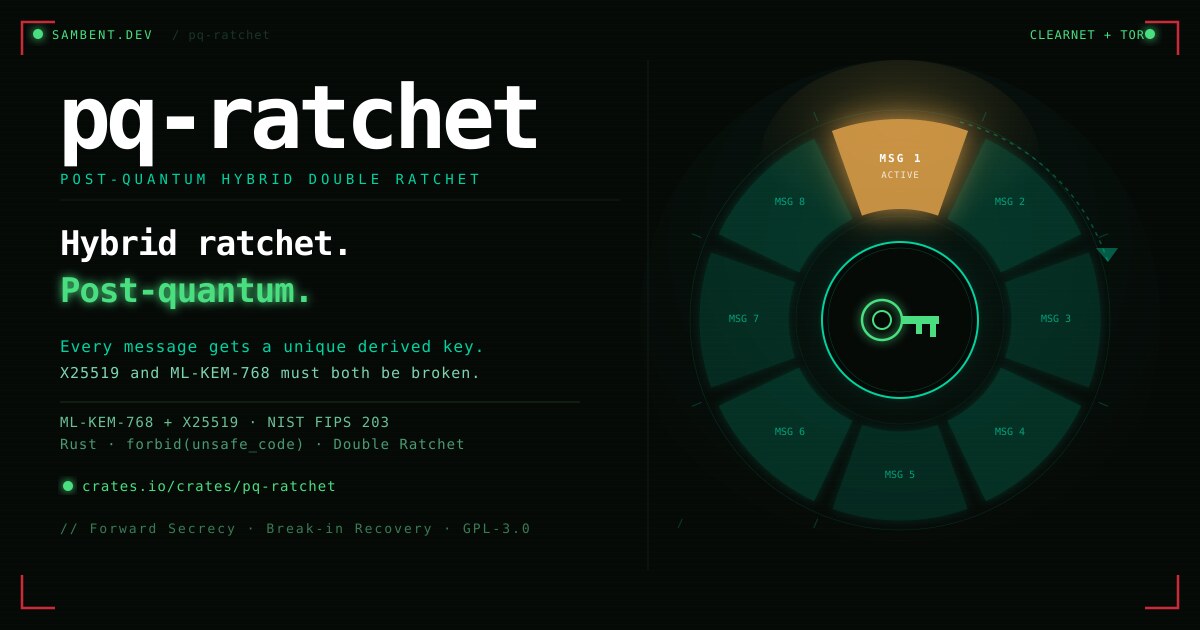 SAMBENT.DEV / pq-ratchet
CLEARNET + TOR
pq-ratchet
POST-QUANTUM HYBRID DOUBLE RATCHET
Hybrid ratchet.
Post-quantum.
Every message gets a unique derived key.
X25519 and ML-KEM-768 must both be broken.
ML-KEM-768 + X25519 · NIST FIPS 203
Rust · forbid(unsafe_code) · Double Ratchet
crates.io/crates/pq-ratchet
// Forward Secrecy · Break-in Recovery · GPL-3.0
MSG 1
ACTIVE
MSG 2
MSG 3
MSG 4
MSG 5
MSG 6
MSG 7
MSG 8